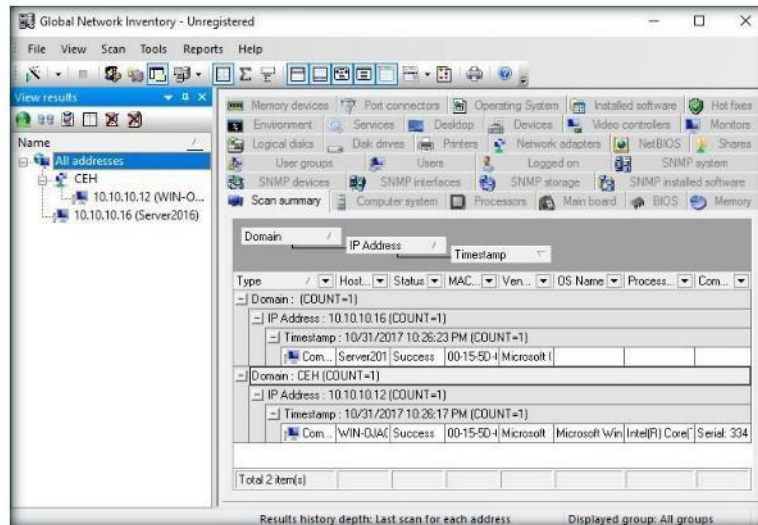 Global Network Inventory - Unregistered
File View Scan Tools Reports Help
View results
Name
All addresses
CEH
10.10.10.12 (WIN-O...
10.10.10.16 (Server2016)
Memory devices Port connectors Operating System Installed software Hot fixes
Environment Services Desktop Devices Video controllers Monitors
Logical disks Disk drives Printers Network adapters NetBIOS Shares
User groups Users Logged on SNMP system
SNMP devices SNMP interfaces SNMP storage SNMP installed software
Scan summary Computer system Processors Main board BIOS Memory
Domain
IP Address
Timestamp
Type Host... Status MAC... Ven... OS Name Process... Com...
Domain : (COUNT=1)
IP Address : 10.10.10.16 (COUNT=1)
Timestamp : 10/31/2017 10:26:23 PM (COUNT=1)
Com... Server201 Success 00-15-5D- Microsoft
Domain : CEH (COUNT=1)
IP Address : 10.10.10.12 (COUNT=1)
Timestamp : 10/31/2017 10:26:17 PM (COUNT=1)
Com... Success 00-15-5D- Microsoft Microsoft Win Intel(R) Core( Serial: 334
Total 2 item(s)
Results history depth: Last scan for each address Displayed group: All groups